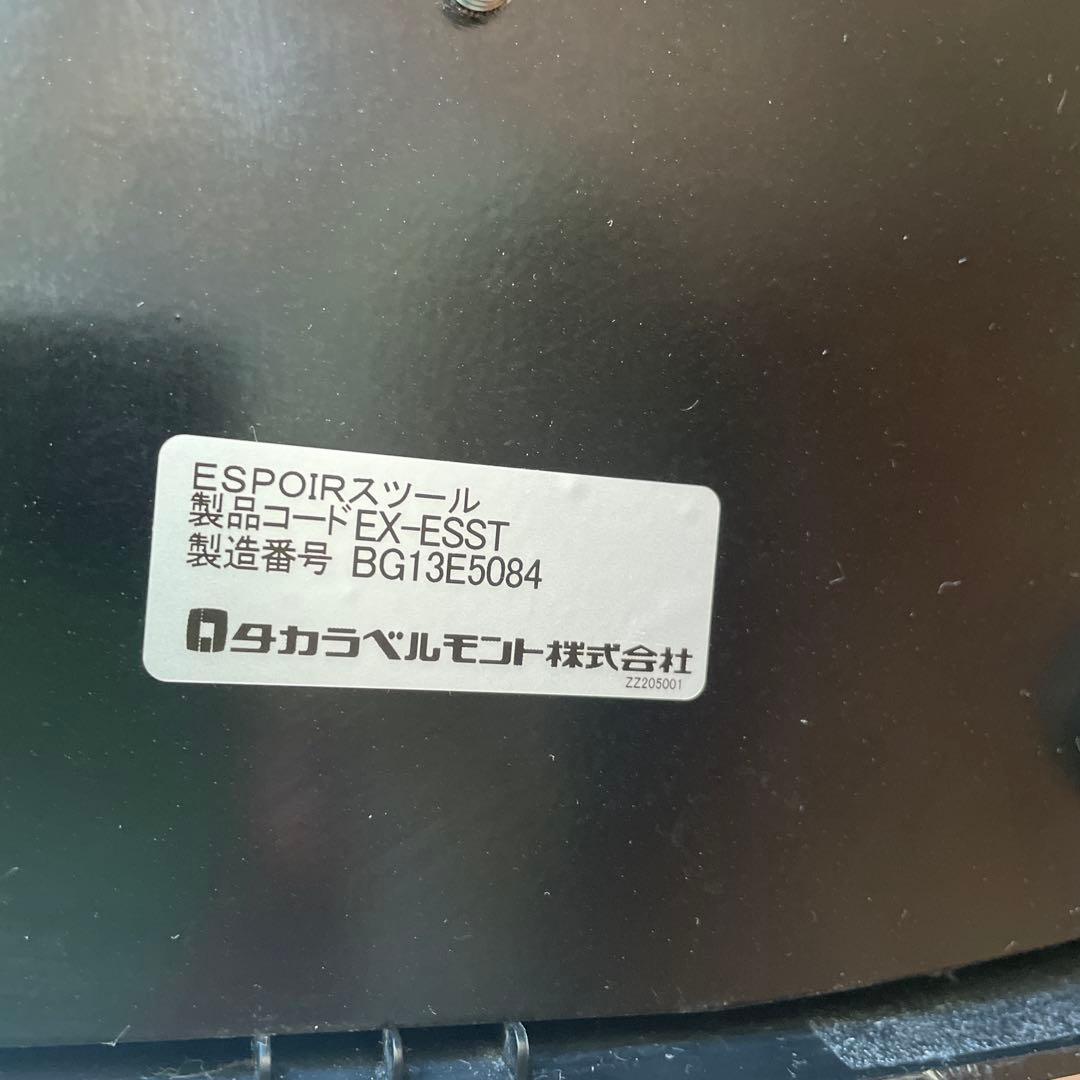 ESPOIRスツール
製品コードEX-ESST
製造番号 BG13E5084
タカラベルモント株式会社
ZZ205001